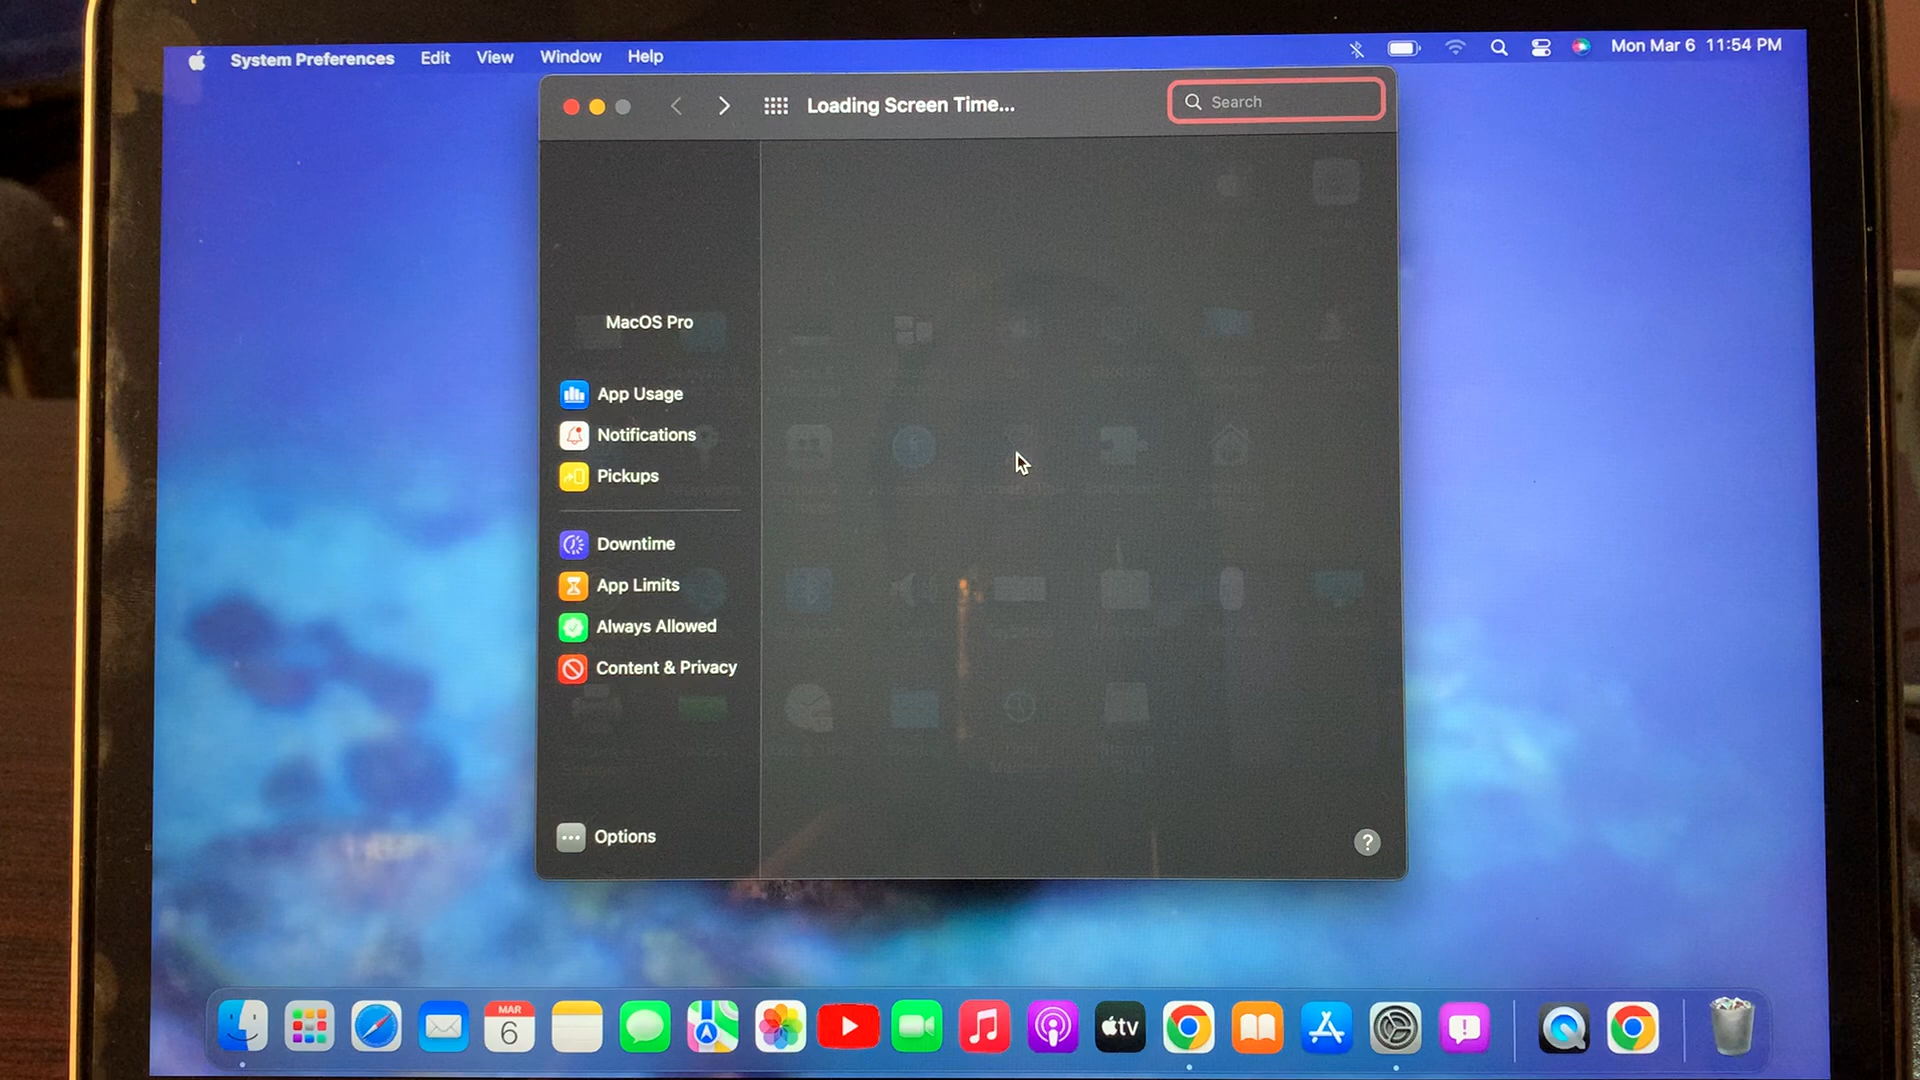 System Preferences Edit View Window Help Mon Mar 6 11:54 PM
Loading Screen Time... Search
MacOS Pro
App Usage
Notifications
Pickups
Downtime
App Limits
Always Allowed
Content & Privacy
Options ?
MAR
6
tv